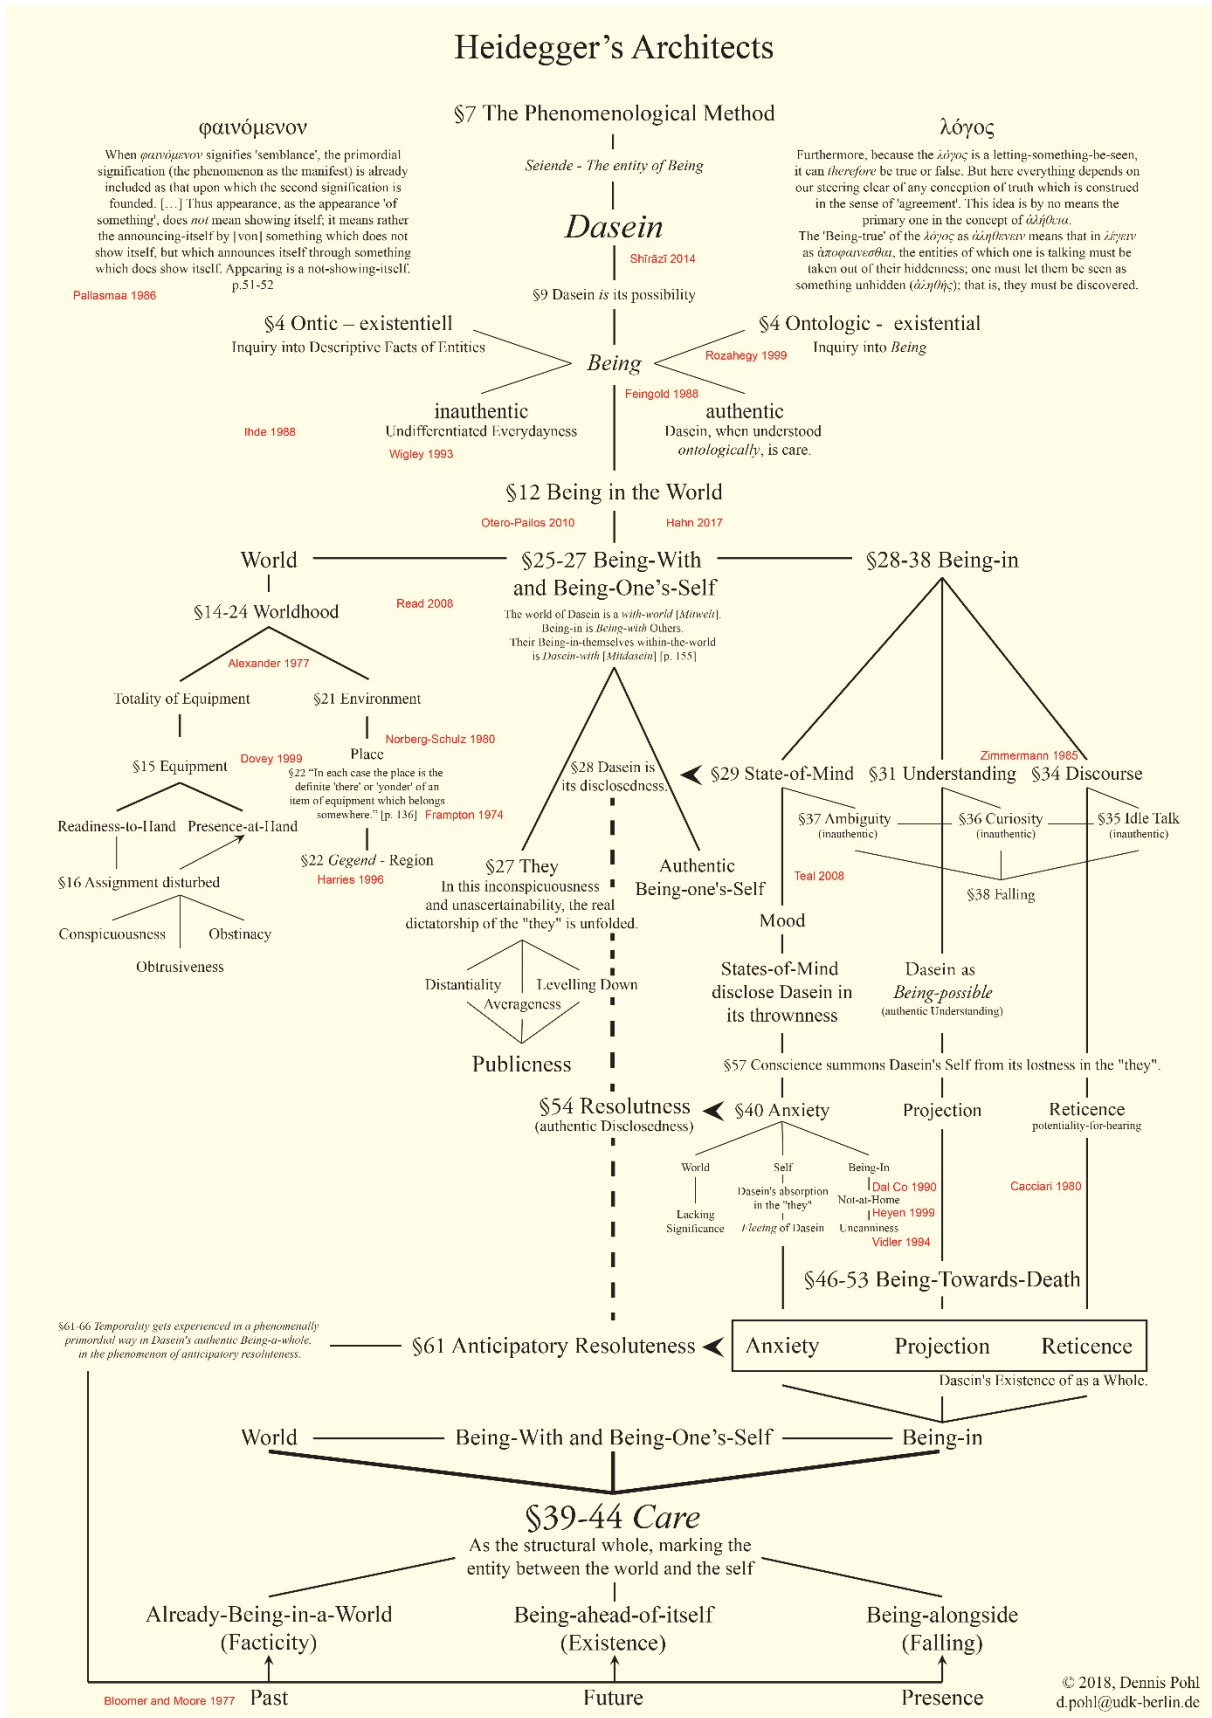 Heidegger's Architects
§7 The Phenomenological Method
φαινόμενον
When φαινόμενον signifies 'semblance', the primordial
signification (the phenomenon as the manifest) is already
included as that upon which the second signification is
founded. [...] Thus appearance, as the appearance 'of
something', does not mean showing itself; it means rather
the announcing-itself by [von] something which does not
show itself, but which announces itself through something
which does show itself. Appearing is a not-showing-itself.
p.51-52
Pallasmaa 1986
λόγος
Furthermore, because the λόγος is a letting-something-be-seen,
it can therefore be true or false. But here everything depends on
our steering clear of any conception of truth which is construed
in the sense of 'agreement'. This idea is by no means the
primary one in the concept of ἀλήθεια.
The 'Being-true' of the λόγος as ἀληθεύειν means that in λέγειν
as ἀποφαινεσθαι, the entities of which one is talking must be
taken out of their hiddenness; one must let them be seen as
something unhidden (ἀληθής); that is, they must be discovered.
Seiende - The entity of Being
Dasein
Shīrāzī 2014
§9 Dasein is its possibility
§4 Ontic – existentiell
Inquiry into Descriptive Facts of Entities
§4 Ontologic - existential
Inquiry into Being
Rozahegy 1999
Being
Feingold 1988
inauthentic
Undifferentiated Everydayness
Ihde 1988
Wigley 1993
authentic
Dasein, when understood
ontologically, is care.
§12 Being in the World
Otero-Pailos 2010
Hahn 2017
World
§25-27 Being-With
and Being-One's-Self
§28-38 Being-in
The world of Dasein is a with-world [Mitwelt].
Being-in is Being-with Others.
Their Being-in-themselves within-the-world
is Dasein-with [Mitdasein] [p. 155]
§14-24 Worldhood
Read 2008
Alexander 1977
Totality of Equipment
§21 Environment
Norberg-Schulz 1980
Place
§22 "In each case the place is the
definite 'there' or 'yonder' of an
item of equipment which belongs
somewhere." [p. 136]
Frampton 1974
Dovey 1999
§15 Equipment
Readiness-to-Hand
Presence-at-Hand
§22 Gegend - Region
Harries 1996
§16 Assignment disturbed
Conspicuousness
Obstinacy
Obtrusiveness
§28 Dasein is
its disclosedness.
§27 They
In this inconspicuousness
and unascertainability, the real
dictatorship of the "they" is unfolded.
Authentic
Being-one's-Self
Distantiality
Levelling Down
Averageness
Publicness
Zimmermann 1985
§29 State-of-Mind
§31 Understanding
§34 Discourse
§37 Ambiguity
(inauthentic)
§36 Curiosity
(inauthentic)
§35 Idle Talk
(inauthentic)
§38 Falling
Teal 2008
Mood
States-of-Mind
disclose Dasein in
its thrownness
Dasein as
Being-possible
(authentic Understanding)
§57 Conscience summons Dasein's Self from its lostness in the "they".
§54 Resolutness
(authentic Disclosedness)
§40 Anxiety
Projection
Reticence
potentiality-for-hearing
World
Lacking
Significance
Self
Dasein's absorption
in the "they"
Fleeing of Dasein
Being-In
Dal Co 1990
Not-at-Home
Heyen 1999
Uncanniness
Vidler 1994
Cacciari 1980
§46-53 Being-Towards-Death
§61-66 Temporality gets experienced in a phenomenally
primordial way in Dasein's authentic Being-a-whole,
in the phenomenon of anticipatory resoluteness.
§61 Anticipatory Resoluteness
Anxiety
Projection
Reticence
Dasein's Existence of as a Whole.
World
Being-With and Being-One's-Self
Being-in
§39-44 Care
As the structural whole, marking the
entity between the world and the self
Already-Being-in-a-World
(Facticity)
Being-ahead-of-itself
(Existence)
Being-alongside
(Falling)
Bloomer and Moore 1977
Past
Future
Presence
© 2018, Dennis Pohl
d.pohl@udk-berlin.de